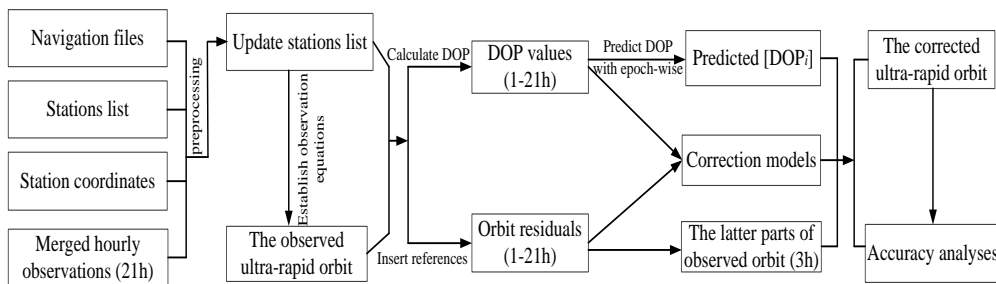 Navigation files
Stations list
Station coordinates
Merged hourly
observations (21h)
preprocessing
Update stations list
Establish observation
equations
The observed
ultra-rapid orbit
Calculate DOP
Insert references
DOP values
(1-21h)
Orbit residuals
(1-21h)
Predict DOP
with epoch-wise
Predicted [DOPi]
Correction models
The latter parts of
observed orbit (3h)
The corrected
ultra-rapid orbit
Accuracy analyses